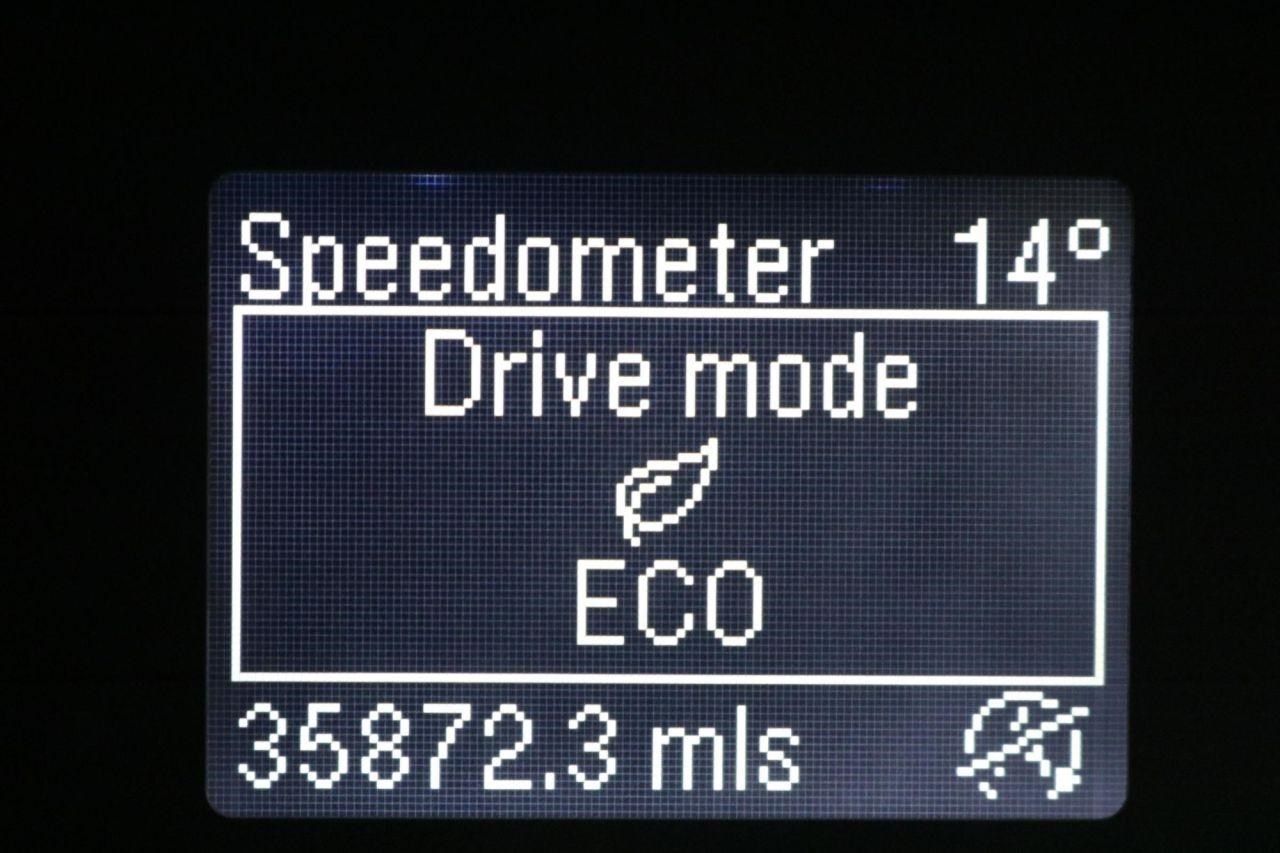 Speedometer 14°
Drive mode
ECO
35872.3 mls